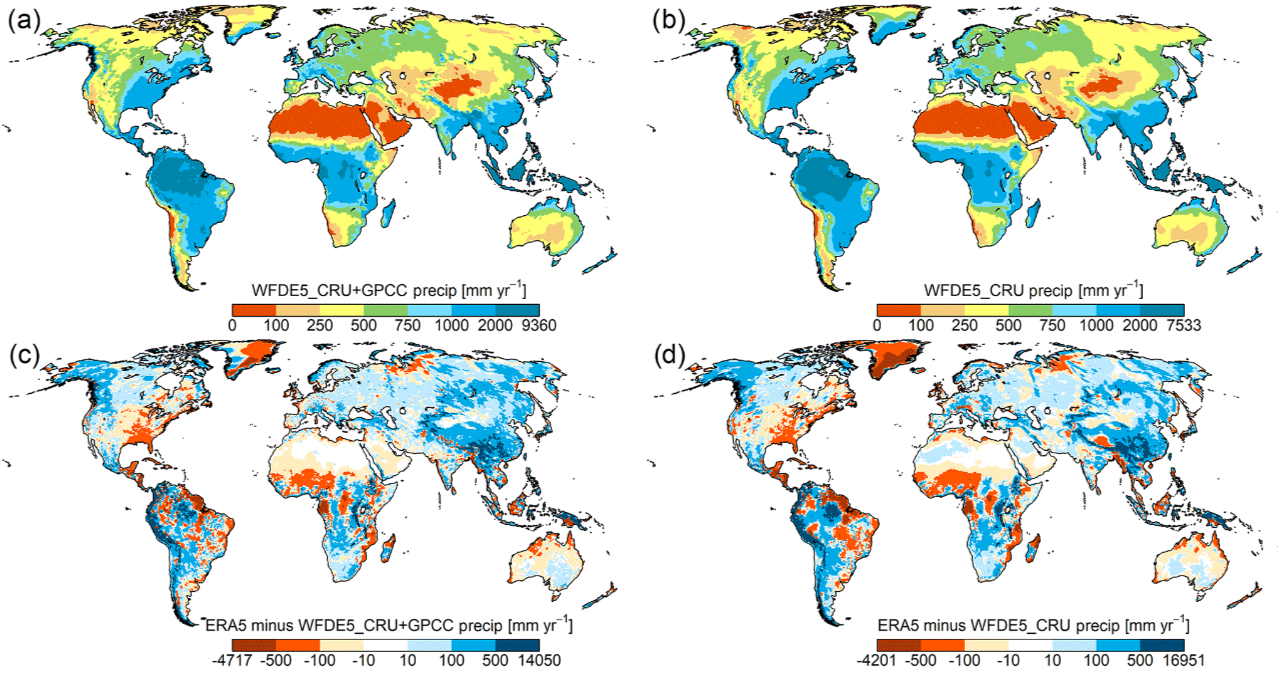 (a)
(b)
WFDE5_CRU+GPCC precip [mm yr⁻¹]
0 100 250 500 750 1000 2000 9360
WFDE5_CRU precip [mm yr⁻¹]
0 100 250 500 750 1000 2000 7533
(c)
(d)
ERA5 minus WFDE5_CRU+GPCC precip [mm yr⁻¹]
-4717 -500 -100 -10 10 100 500 14050
ERA5 minus WFDE5_CRU precip [mm yr⁻¹]
-4201 -500 -100 -10 10 100 500 16951